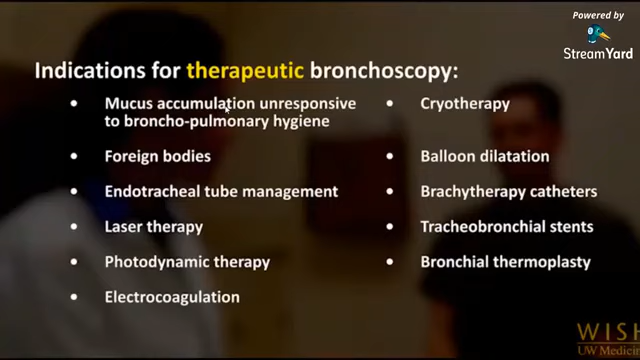 Powered by
StreamYard
Indications for therapeutic bronchoscopy:
• Mucus accumulation unresponsive
to broncho-pulmonary hygiene
• Foreign bodies
• Endotracheal tube management
• Laser therapy
• Photodynamic therapy
• Electrocoagulation
• Cryotherapy
• Balloon dilatation
• Brachytherapy catheters
• Tracheobronchial stents
• Bronchial thermoplasty
WISH
UW Medicin